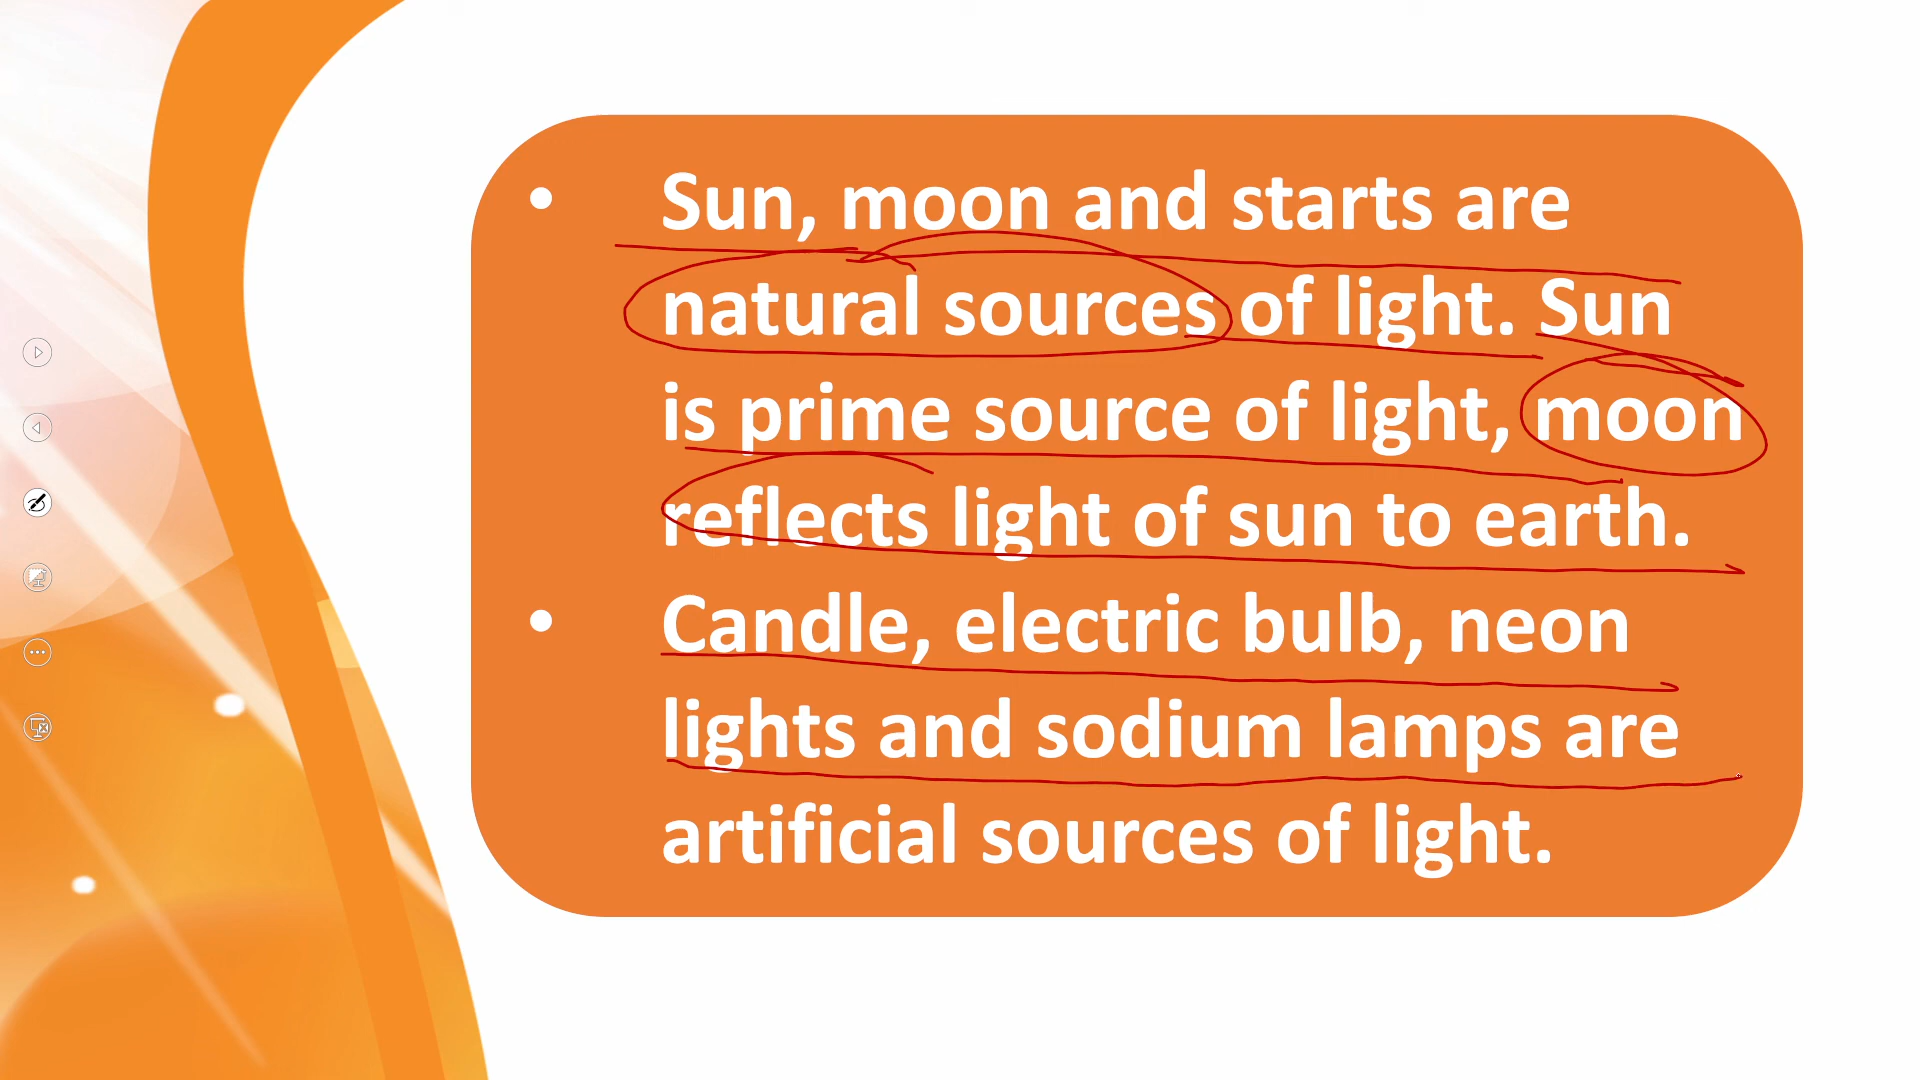 • Sun, moon and starts are
natural sources of light. Sun
is prime source of light, moon
reflects light of sun to earth.
• Candle, electric bulb, neon
lights and sodium lamps are
artificial sources of light.